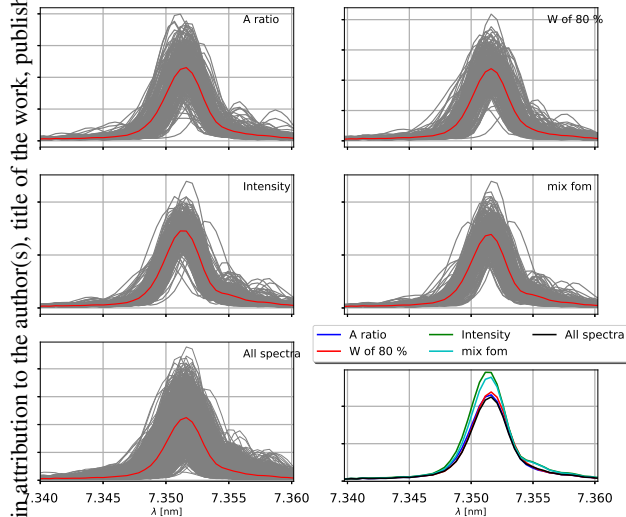 in attribution to the author(s), title of the work, publish
A ratio
W of 80 %
Intensity
mix fom
All spectra
A ratio
W of 80 %
Intensity
mix fom
All spectra
7.340 7.345 7.350 7.355 7.360
λ [nm]
7.340 7.345 7.350 7.355 7.360
λ [nm]